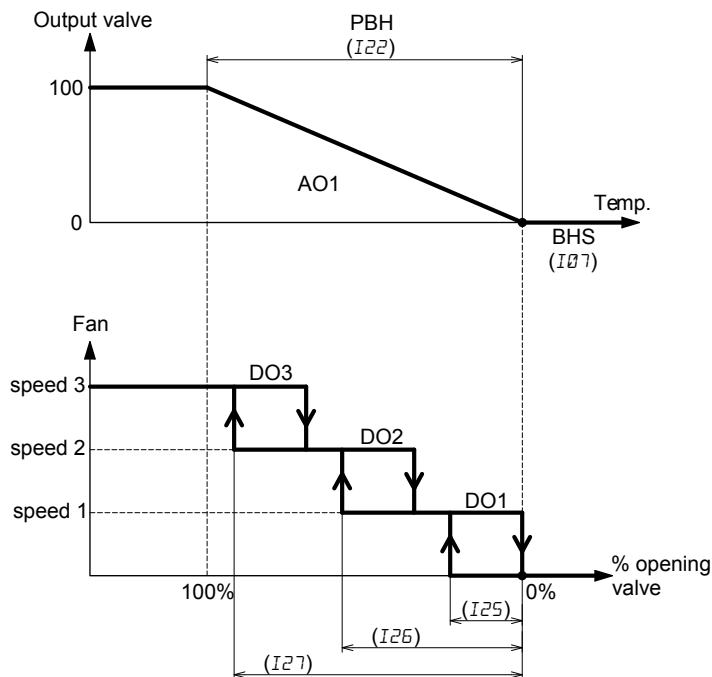 Output valve
PBH
(I22)
100
AO1
0
Temp.
BHS
(I07)
Fan
speed 3
DO3
speed 2
DO2
speed 1
DO1
100%
0%
% opening
valve
(I25)
(I26)
(I27)